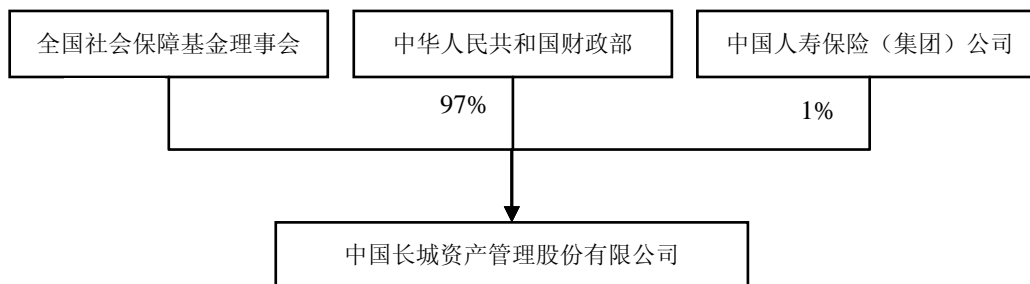 全国社会保障基金理事会
中华人民共和国财政部
中国人寿保险（集团）公司
97%
1%
中国长城资产管理股份有限公司